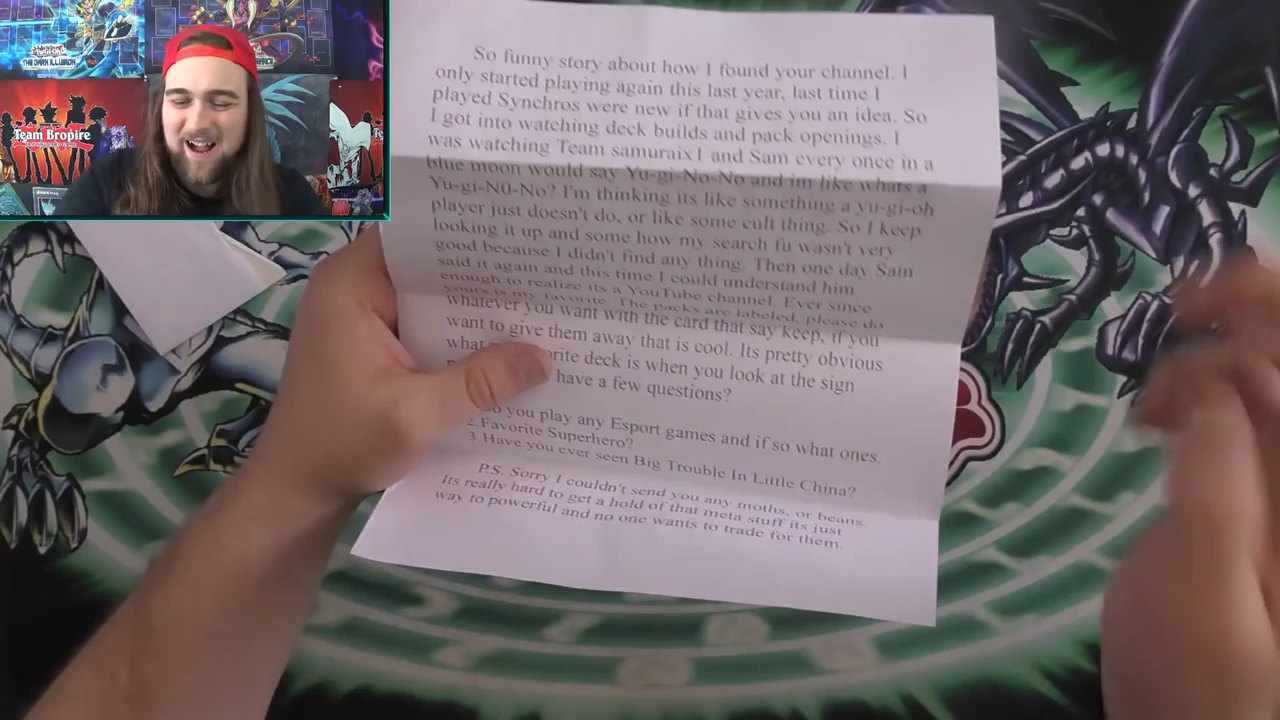 Yu-Gi-Oh!
THE DARK ILLUSION
Team Bropire
So funny story about how I found your channel. I
only started playing again this last year, last time I
played Synchros were new if that gives you an idea. So
I got into watching deck builds and pack openings. I
was watching Team samuraix1 and Sam every once in a
blue moon would say Yu-gi-No-No and im like whats a
Yu-gi-N0-No? I'm thinking its like something a yu-gi-oh
player just doesn't do, or like some cult thing. So I keep
looking it up and some how my search fu wasn't very
good because I didn't find any thing. Then one day Sam
said it again and this time I could understand him
enough to realize its a YouTube channel. Ever since
yours is my favorite. The packs are labeled, please do
whatever you want with the card that say keep, if you
want to give them away that is cool. Its pretty obvious
what deck is when you look at the sign
have a few questions?
you play any Esport games and if so what ones.
2.Favorite Superhero?
3.Have you ever seen Big Trouble In Little China?
P.S. Sorry I couldn't send you any moths, or beans.
Its really hard to get a hold of that meta stuff its just
way to powerful and no one wants to trade for them.